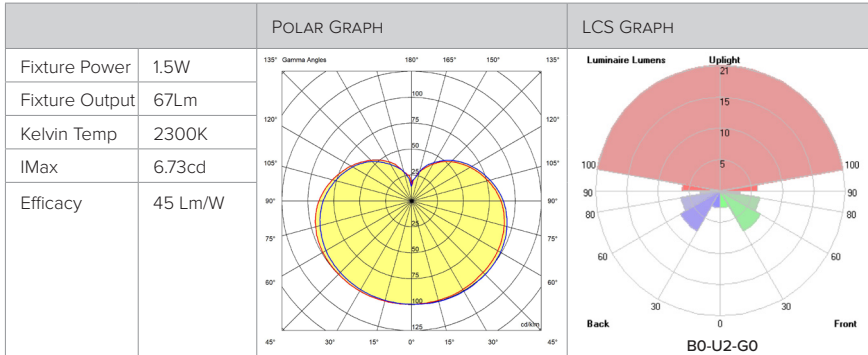 POLAR GRAPH
LCS GRAPH
Fixture Power 1.5W
Fixture Output 67Lm
Kelvin Temp 2300K
IMax 6.73cd
Efficacy 45 Lm/W
135° Gamma Angles 180° 165° 150° 135°
120° 120°
105° 105°
90° 90°
75° 75°
60° 60°
45° 30° 15° 0° 15° 30° 45°
100
75
50
25
25
50
75
100
125
cd/klm
Luminaire Lumens Uplight
21
15
10
5
100 100
90 90
80 80
60 60
30 30
Back 0 Front
B0-U2-G0